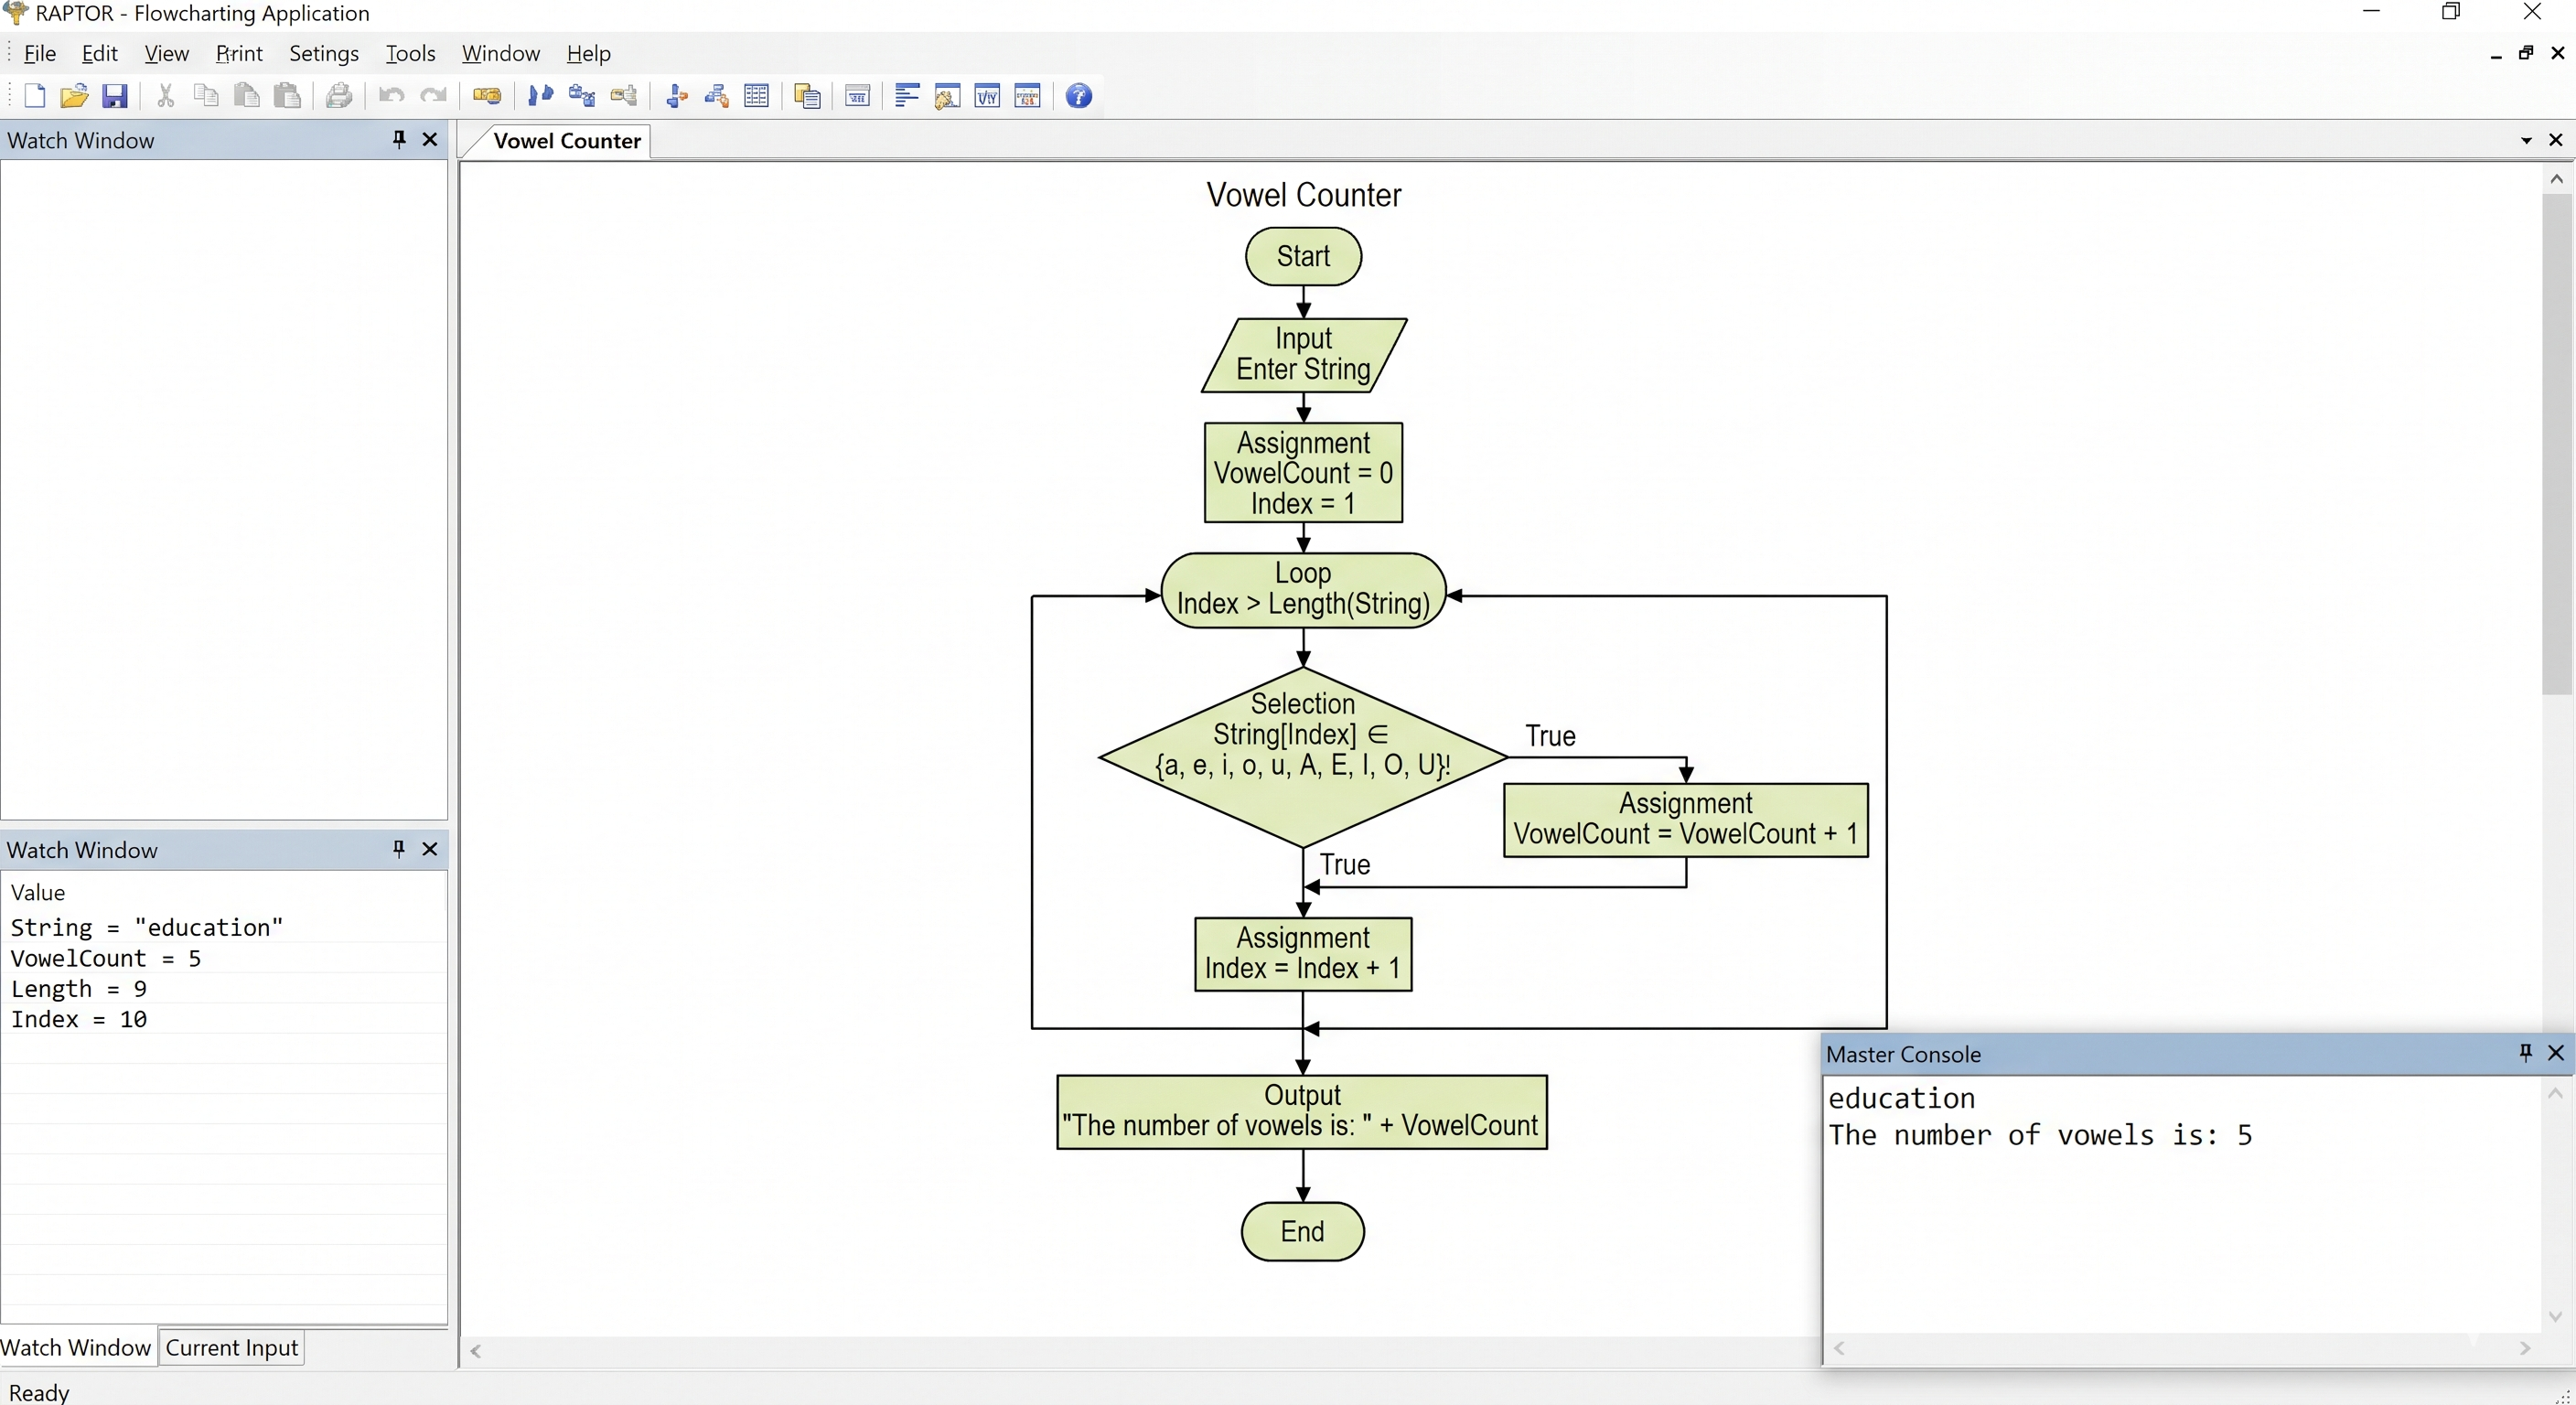 RAPTOR - Flowcharting Application
File Edit View Print Setings Tools Window Help
Watch Window
Vowel Counter
Vowel Counter
Start
Input
Enter String
Assignment
VowelCount = 0
Index = 1
Loop
Index > Length(String)
Selection
String[Index] ∈
{a, e, i, o, u, A, E, I, O, U}!
True
Assignment
VowelCount = VowelCount + 1
True
Assignment
Index = Index + 1
Output
"The number of vowels is: " + VowelCount
End
Watch Window
Value
String = "education"
VowelCount = 5
Length = 9
Index = 10
Watch Window
Current Input
Master Console
education
The number of vowels is: 5
Ready